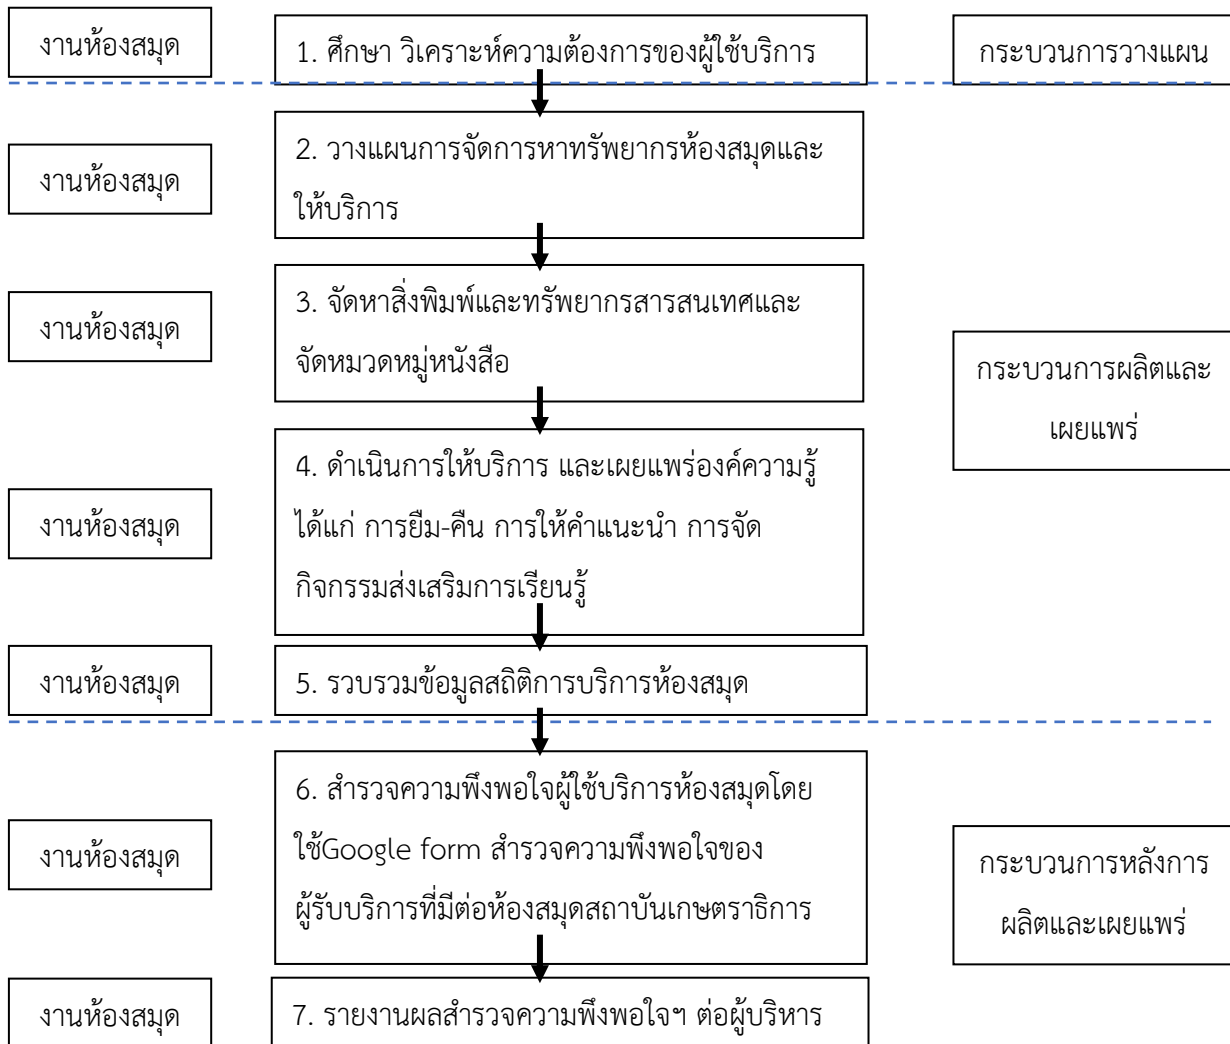 งานห้องสมุด
1. ศึกษา วิเคราะห์ความต้องการของผู้ใช้บริการ
กระบวนการวางแผน
งานห้องสมุด
2. วางแผนการจัดการหาทรัพยากรห้องสมุดและ
ให้บริการ
งานห้องสมุด
3. จัดหาสิ่งพิมพ์และทรัพยากรสารสนเทศและ
จัดหมวดหมู่หนังสือ
กระบวนการผลิตและ
เผยแพร่
งานห้องสมุด
4. ดำเนินการให้บริการ และเผยแพร่องค์ความรู้
ได้แก่ การยืม-คืน การให้คำแนะนำ การจัด
กิจกรรมส่งเสริมการเรียนรู้
งานห้องสมุด
5. รวบรวมข้อมูลสถิติการบริการห้องสมุด
งานห้องสมุด
6. สำรวจความพึงพอใจผู้ใช้บริการห้องสมุดโดย
ใช้Google form สำรวจความพึงพอใจของ
ผู้รับบริการที่มีต่อห้องสมุดสถาบันเกษตราธิการ
กระบวนการหลังการ
ผลิตและเผยแพร่
งานห้องสมุด
7. รายงานผลสำรวจความพึงพอใจฯ ต่อผู้บริหาร